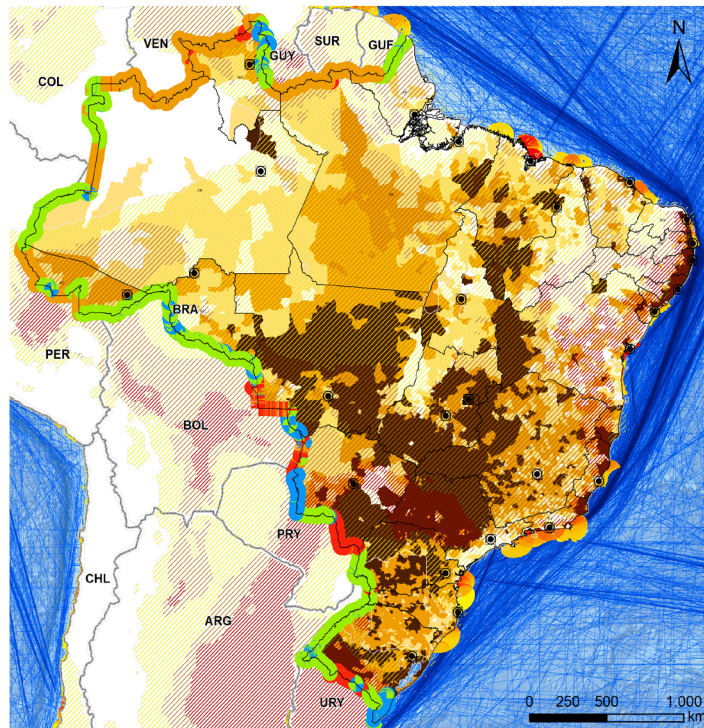 N
VEN
SUR
GUF
GUY
COL
BRA
PER
BOL
PRY
CHL
ARG
URY
0 250 500 1.000
km